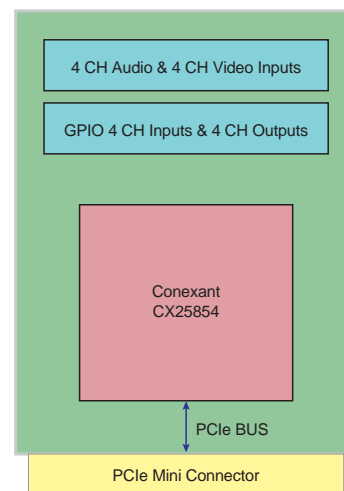 4 CH Audio & 4 CH Video Inputs
GPIO 4 CH Inputs & 4 CH Outputs
Conexant
CX25854
PCIe BUS
PCIe Mini Connector